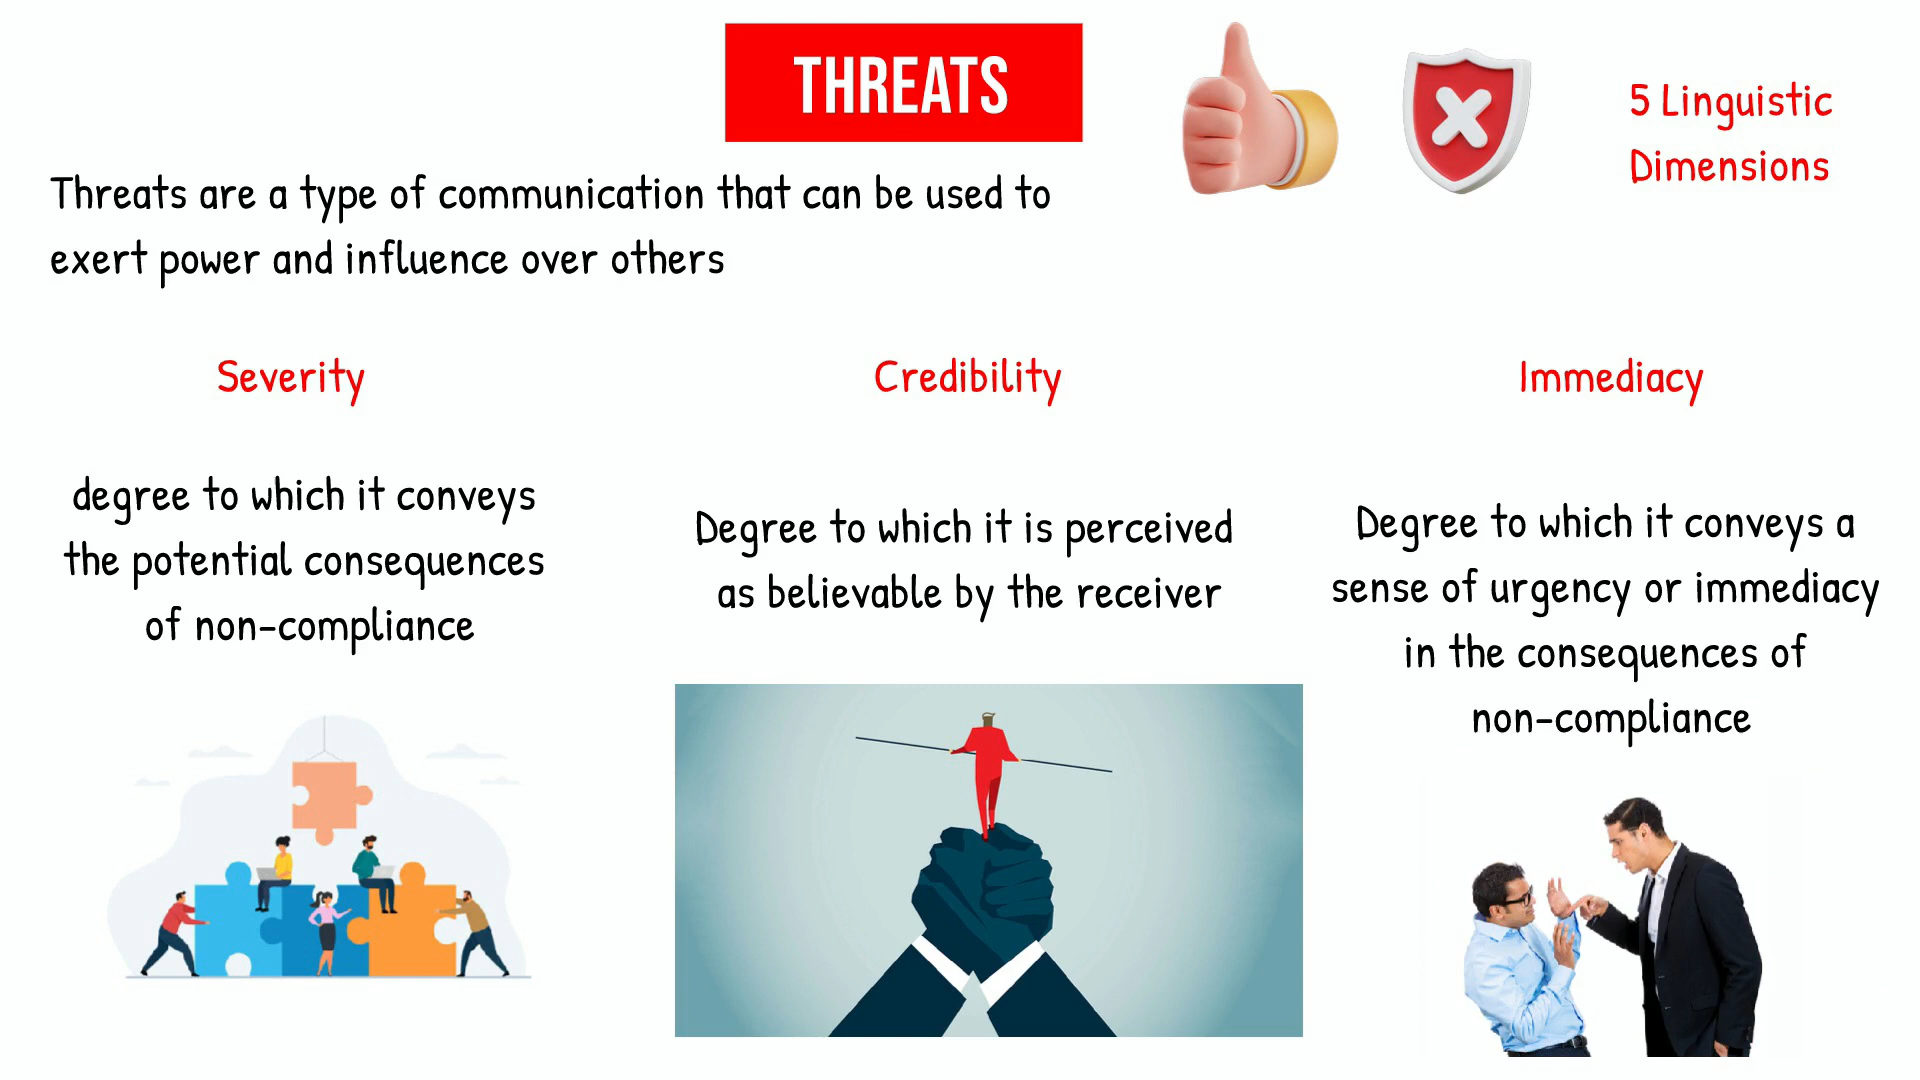 THREATS
5 Linguistic
Dimensions
Threats are a type of communication that can be used to
exert power and influence over others
Severity
degree to which it conveys
the potential consequences
of non-compliance
Credibility
Degree to which it is perceived
as believable by the receiver
Immediacy
Degree to which it conveys a
sense of urgency or immediacy
in the consequences of
non-compliance